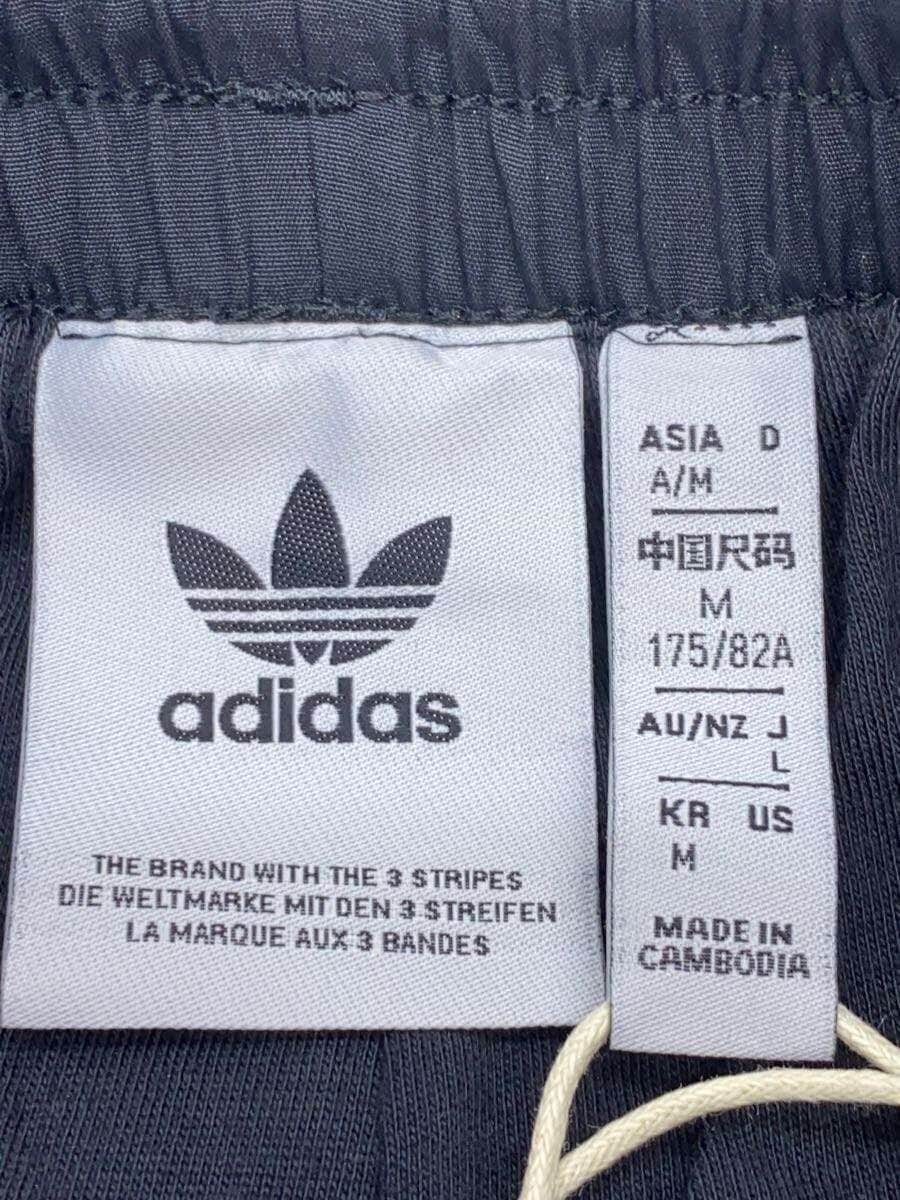 adidas
THE BRAND WITH THE 3 STRIPES
DIE WELTMARKE MIT DEN 3 STREIFEN
LA MARQUE AUX 3 BANDES
ASIA D
A/M
中国尺码
M
175/82A
AU/NZ J
L
KR US
M
MADE IN
CAMBODIA